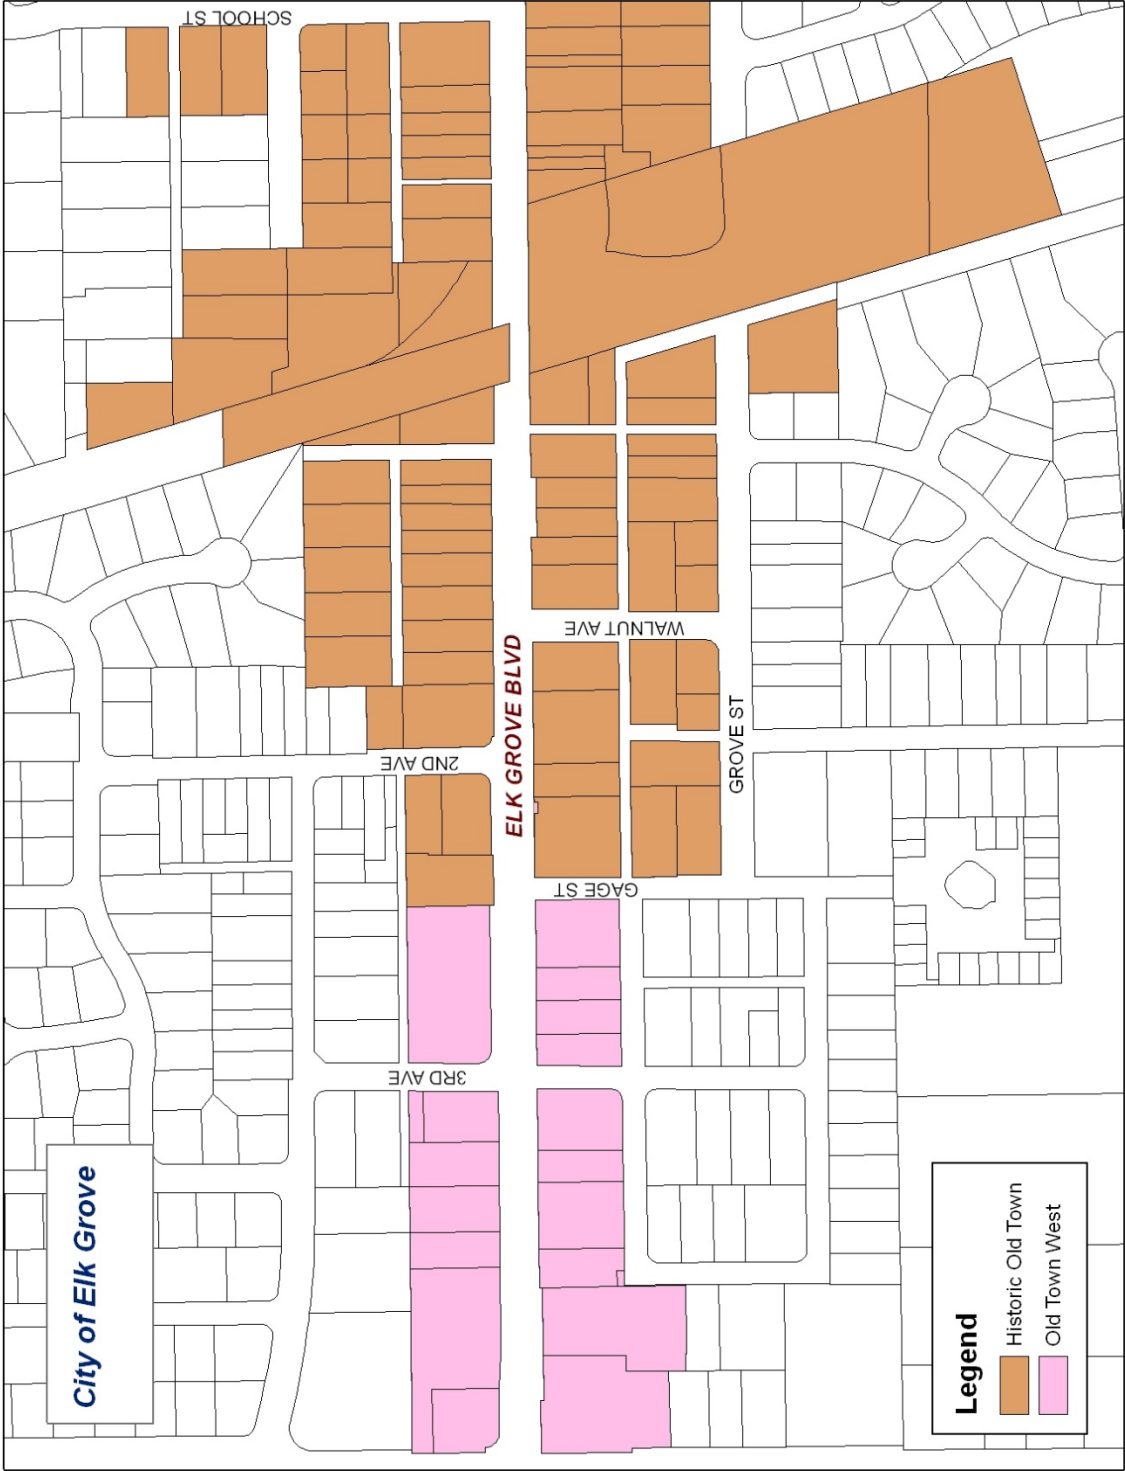 City of Elk Grove
SCHOOL ST
2ND AVE
3RD AVE
ELK GROVE BLVD
WALNUT AVE
GAGE ST
GROVE ST
Legend
Historic Old Town
Old Town West